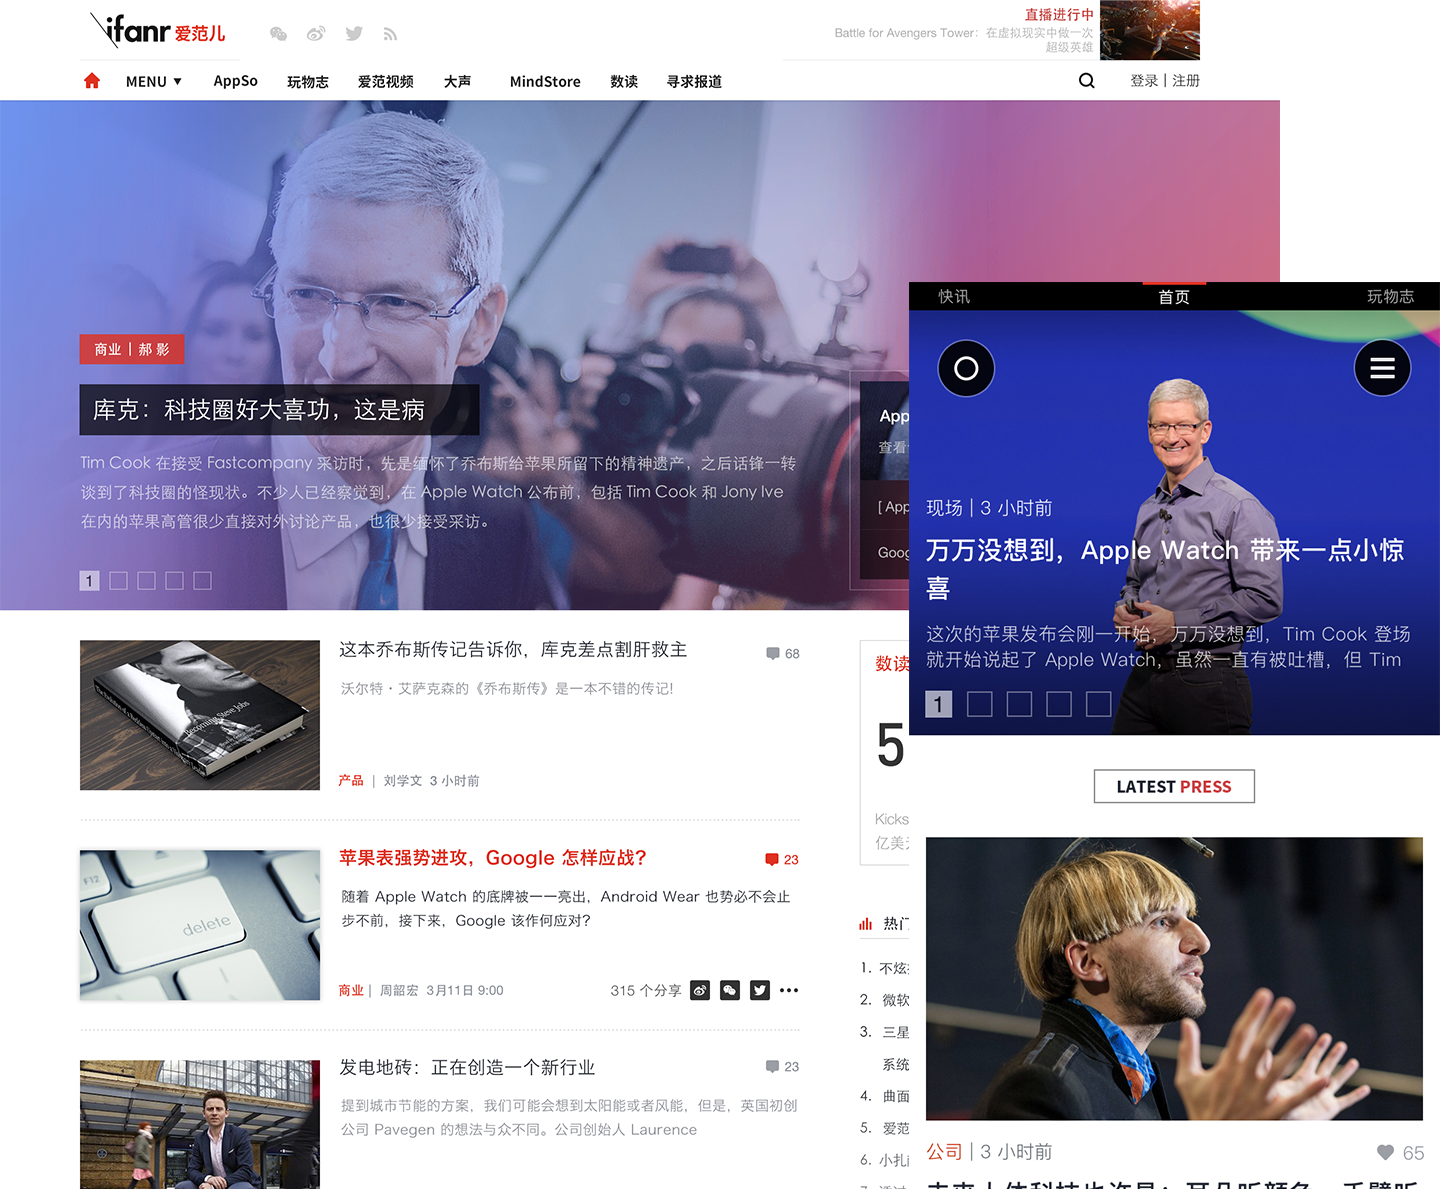 ifanr 爱范儿
直播进行中
Battle for Avengers Tower：在虚拟现实中做一次
超级英雄
MENU ▼ AppSo 玩物志 爱范视频 大声 MindStore 数读 寻求报道
登录 | 注册
商业 | 郝 影
库克：科技圈好大喜功，这是病
Tim Cook 在接受 Fastcompany 采访时，先是缅怀了乔布斯给苹果所留下的精神遗产，之后话锋一转
谈到了科技圈的怪现状。不少人已经察觉到，在 Apple Watch 公布前，包括 Tim Cook 和 Jony Ive
在内的苹果高管很少直接对外讨论产品，也很少接受采访。
1
App
查看
[ App
Goog
这本乔布斯传记告诉你，库克差点割肝救主
68
沃尔特·艾萨克森的《乔布斯传》是一本不错的传记!
Becoming Steve Jobs
产品 | 刘学文 3 小时前
苹果表强势进攻，Google 怎样应战?
23
随着 Apple Watch 的底牌被一一亮出，Android Wear 也势必不会止
步不前，接下来，Google 该作何应对?
F12
delete
商业 | 周韶宏 3月11日 9:00
315 个分享
发电地砖：正在创造一个新行业
23
提到城市节能的方案，我们可能会想到太阳能或者风能，但是，英国初创
公司 Pavegen 的想法与众不同。公司创始人 Laurence
数读
5
Kicks
亿美
热门
1. 不炫
2. 微软
3. 三星
系统
4. 曲面
5. 爱范
6. 小扎
快讯 首页 玩物志
现场 | 3 小时前
万万没想到，Apple Watch 带来一点小惊
喜
这次的苹果发布会刚一开始，万万没想到，Tim Cook 登场
就开始说起了 Apple Watch，虽然一直有被吐槽，但 Tim
1
LATEST PRESS
公司 | 3 小时前
65